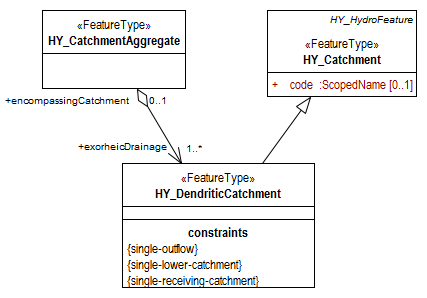 «FeatureType»
HY_CatchmentAggregate
HY_HydroFeature
«FeatureType»
HY_Catchment
+ code :ScopedName [0..1]
+encompassingCatchment
0..1
+exorheicDrainage
1..*
«FeatureType»
HY_DendriticCatchment
constraints
{single-outflow}
{single-lower-catchment}
{single-receiving-catchment}